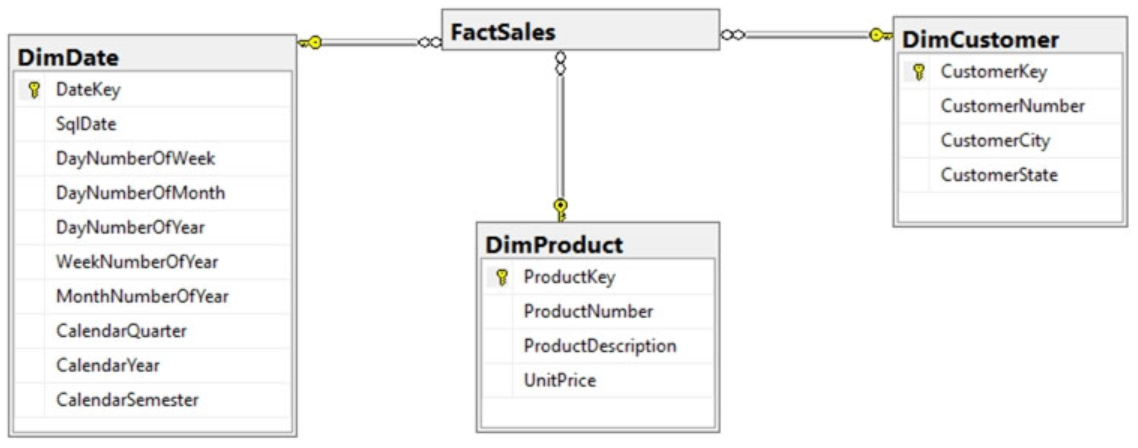 FactSales
DimDate
DateKey
SqlDate
DayNumberOfWeek
DayNumberOfMonth
DayNumberOfYear
WeekNumberOfYear
MonthNumberOfYear
CalendarQuarter
CalendarYear
CalendarSemester
DimProduct
ProductKey
ProductNumber
ProductDescription
UnitPrice
DimCustomer
CustomerKey
CustomerNumber
CustomerCity
CustomerState